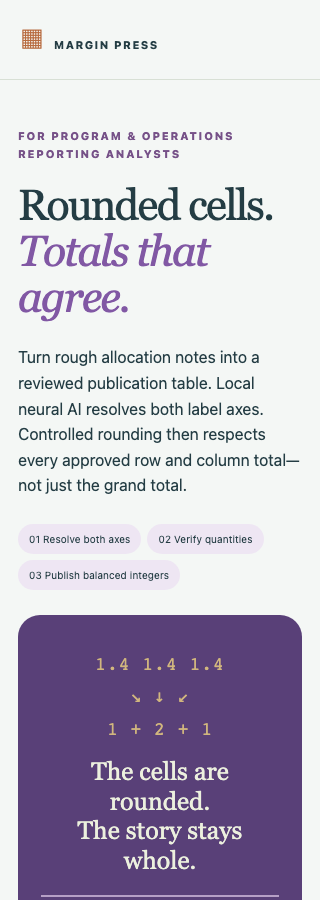 MARGIN PRESS
FOR PROGRAM & OPERATIONS
REPORTING ANALYSTS
Rounded cells.
Totals that
agree.
Turn rough allocation notes into a
reviewed publication table. Local
neural AI resolves both label axes.
Controlled rounding then respects
every approved row and column total—
not just the grand total.
01 Resolve both axes
02 Verify quantities
03 Publish balanced integers
1.4 1.4 1.4
↘ ↓ ↙
1 + 2 + 1
The cells are
rounded.
The story stays
whole.